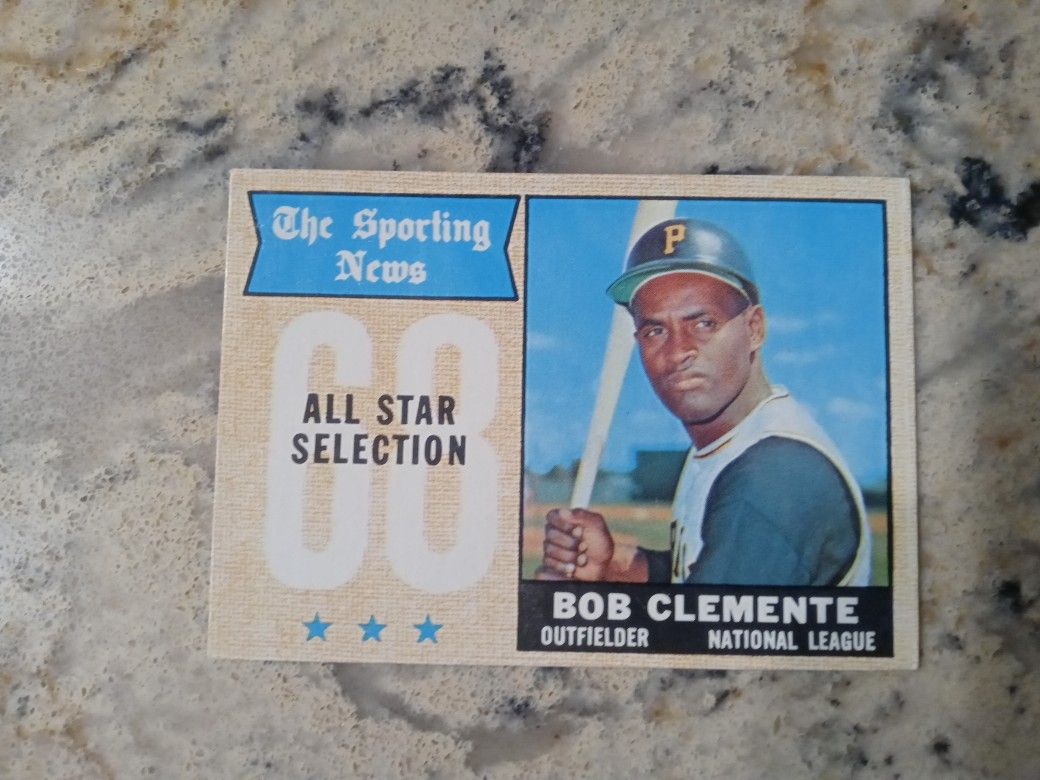 The Sporting
News
68
ALL STAR
SELECTION
P
BOB CLEMENTE
OUTFIELDER NATIONAL LEAGUE